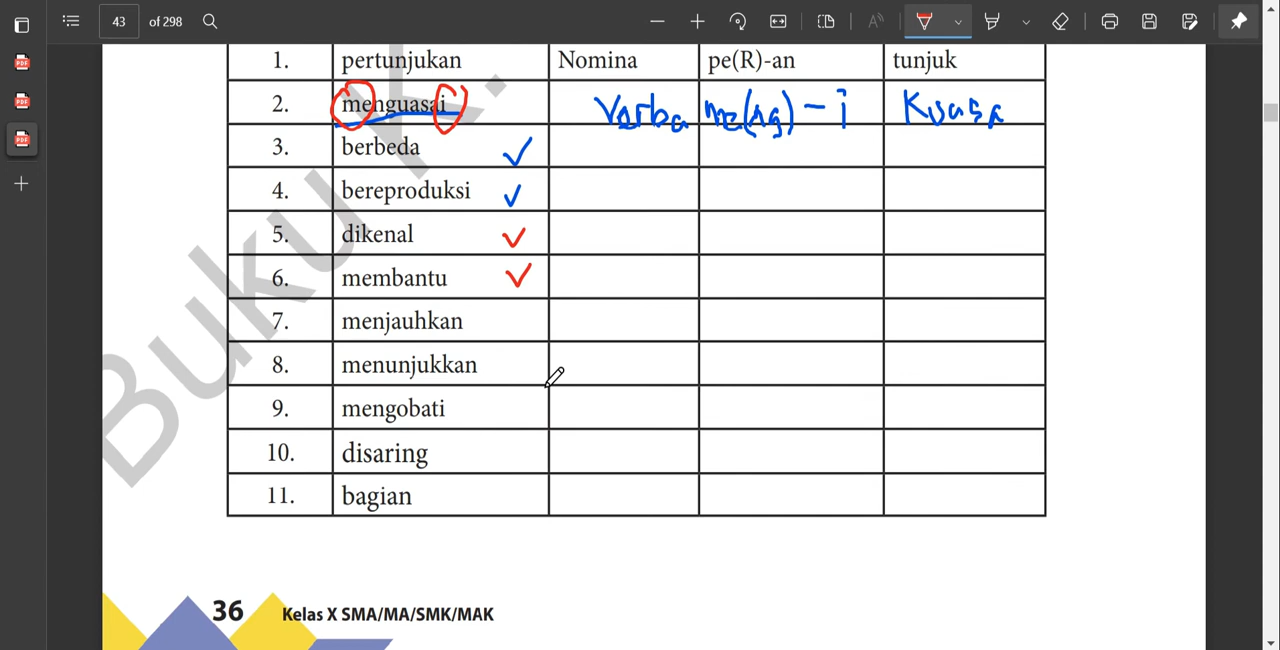 43 of 298
1. pertunjukan Nomina pe(R)-an tunjuk
2. menguasai Verba me(ng) - i Kuasa
3. berbeda
4. bereproduksi
5. dikenal
6. membantu
7. menjauhkan
8. menunjukkan
9. mengobati
10. disaring
11. bagian
Buku K.
36 Kelas X SMA/MA/SMK/MAK